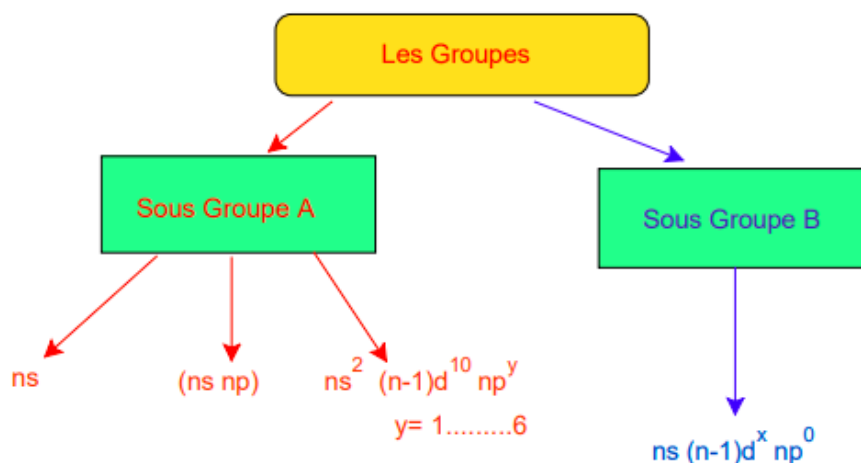 Les Groupes
Sous Groupe A
Sous Groupe B
ns
(ns np)
ns² (n-1)d¹⁰ npʸ
y= 1.........6
ns (n-1)dˣ np⁰